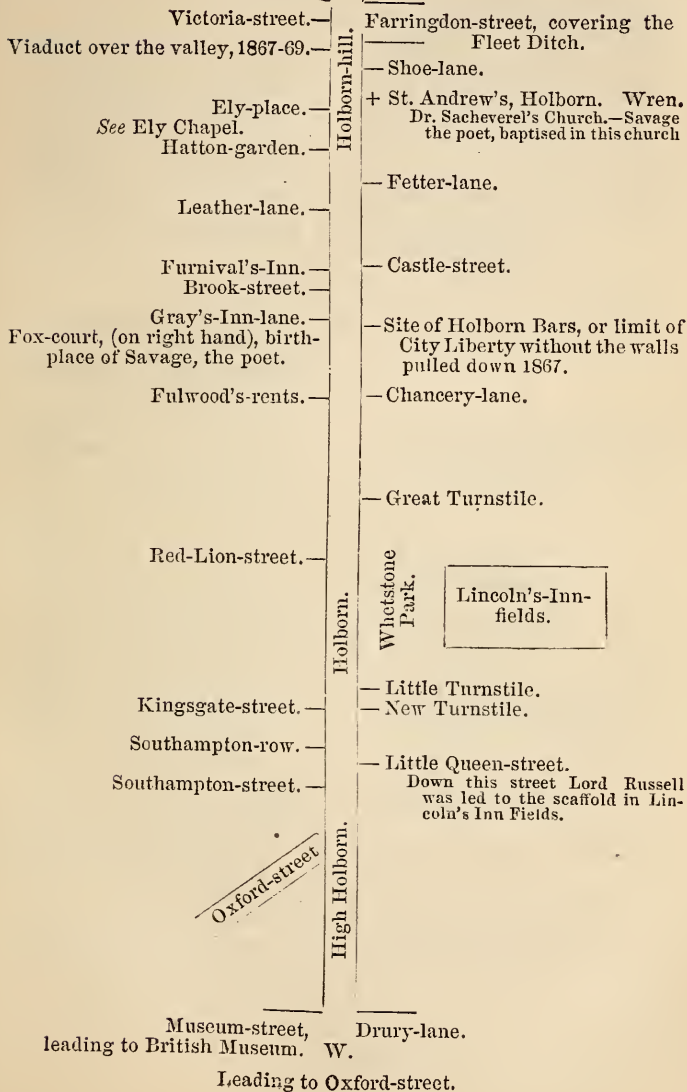 Victoria-street.
Farringdon-street, covering the
Fleet Ditch.
Viaduct over the valley, 1867-69.
Holborn-hill.
Shoe-lane.
Ely-place.
See Ely Chapel.
Hatton-garden.
+ St. Andrew's, Holborn. Wren.
Dr. Sacheverel's Church.—Savage
the poet, baptised in this church
Fetter-lane.
Leather-lane.
Furnival's-Inn.
Castle-street.
Brook-street.
Gray's-Inn-lane.
Fox-court, (on right hand), birth-
place of Savage, the poet.
Site of Holborn Bars, or limit of
City Liberty without the walls
pulled down 1867.
Fulwood's-rents.
Chancery-lane.
Great Turnstile.
Red-Lion-street.
Holborn.
Whetstone
Park.
Lincoln's-Inn-
fields.
Little Turnstile.
Kingsgate-street.
New Turnstile.
Southampton-row.
Little Queen-street.
Down this street Lord Russell
was led to the scaffold in Lin-
coln's Inn Fields.
Southampton-street.
Oxford-street
High Holborn.
Museum-street,
leading to British Museum.
Drury-lane.
W.
Leading to Oxford-street.